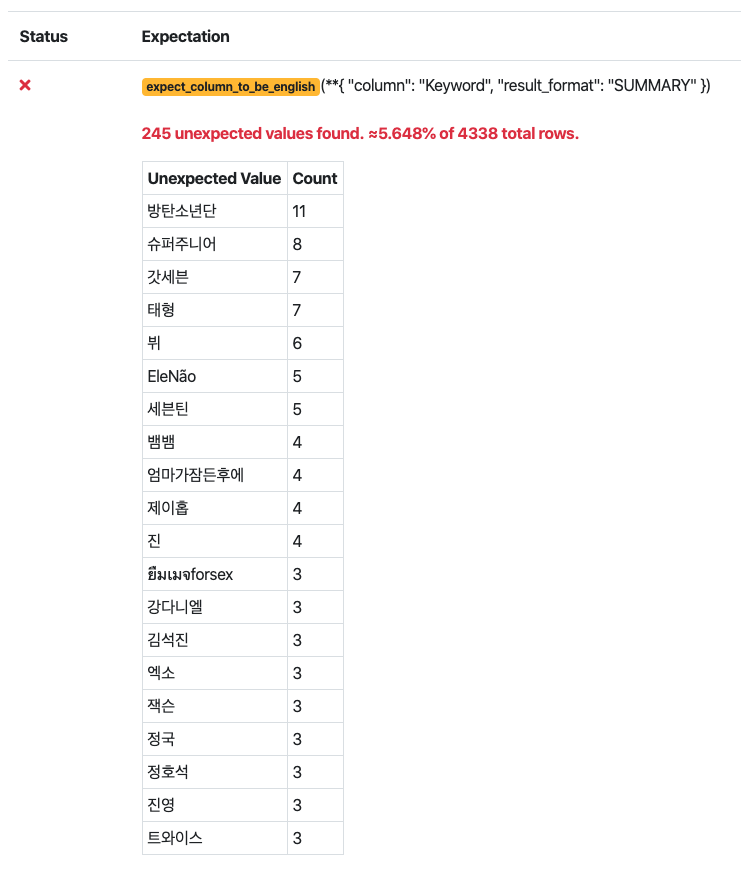 Status Expectation
expect_column_to_be_english(**{ "column": "Keyword", "result_format": "SUMMARY" })
245 unexpected values found. ≈5.648% of 4338 total rows.
Unexpected Value Count
방탄소년단 11
슈퍼주니어 8
갓세븐 7
태형 7
뷔 6
EleNão 5
세븐틴 5
뱀뱀 4
엄마가잠든후에 4
제이홉 4
진 4
ยืมเมจforsex 3
강다니엘 3
김석진 3
엑소 3
잭슨 3
정국 3
정호석 3
진영 3
트와이스 3